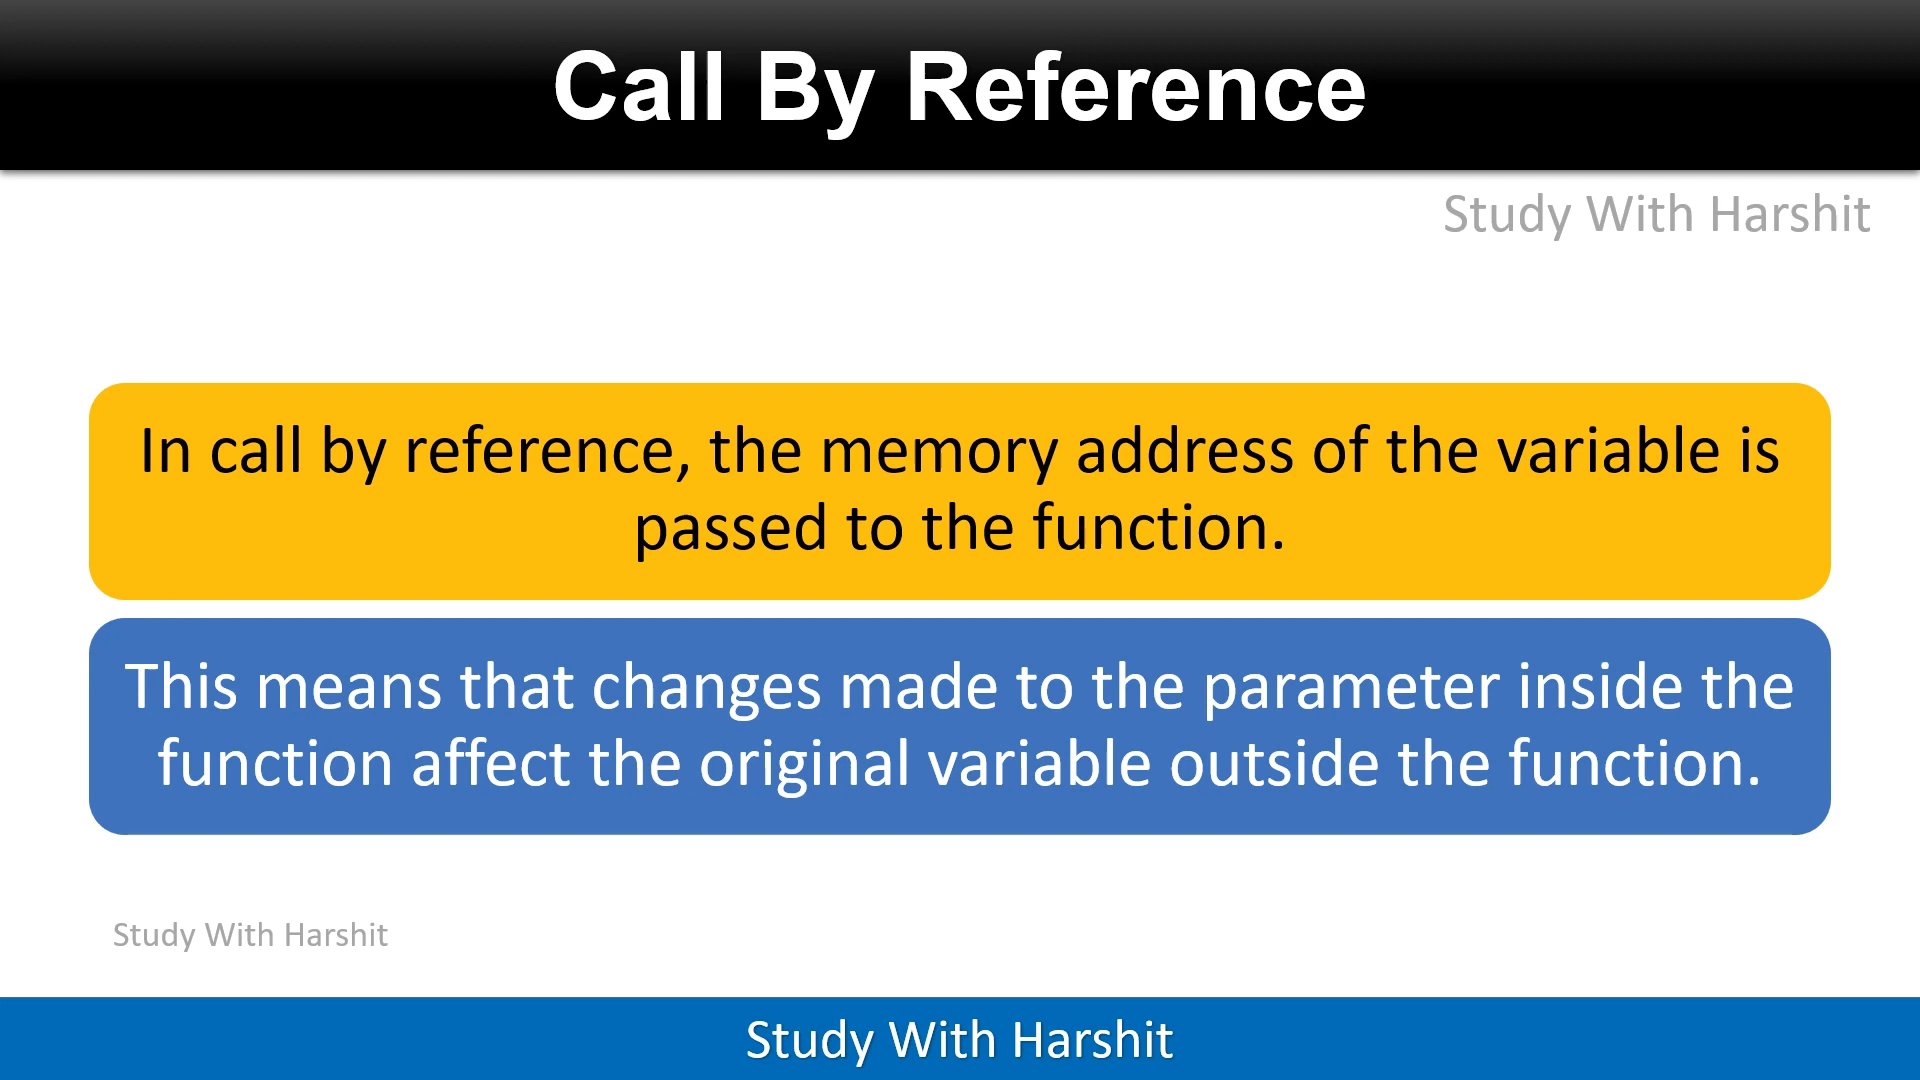 Call By Reference
Study With Harshit
In call by reference, the memory address of the variable is
passed to the function.
This means that changes made to the parameter inside the
function affect the original variable outside the function.
Study With Harshit
Study With Harshit